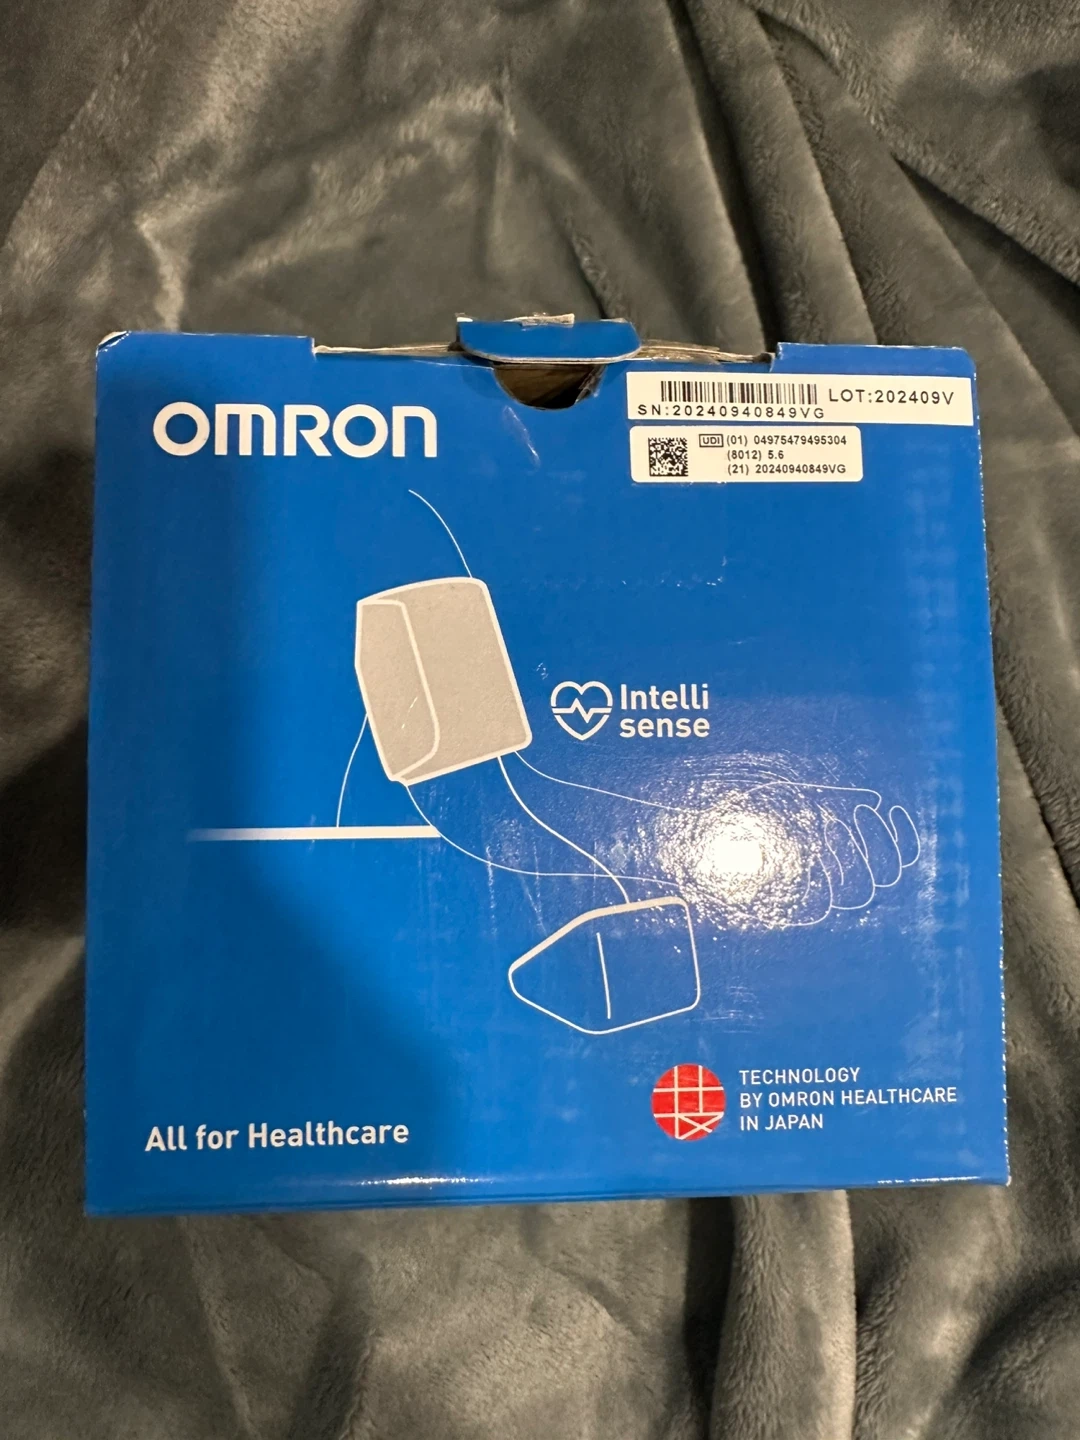 OMRON
LOT:202409V
SN:20240940849VG
UDI (01) 04975479495304
(8012) 5.6
(21) 20240940849VG
Intelli
sense
TECHNOLOGY
BY OMRON HEALTHCARE
IN JAPAN
All for Healthcare